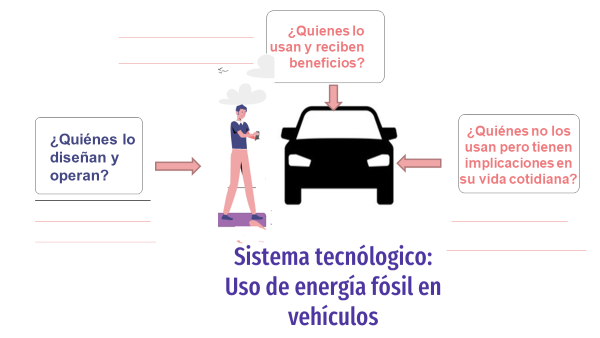 ¿Quienes lo
usan y reciben
beneficios?
¿Quiénes lo
diseñan y
operan?
¿Quiénes no los
usan pero tienen
implicaciones en
su vida cotidiana?
Sistema tecnólogico:
Uso de energía fósil en
vehículos